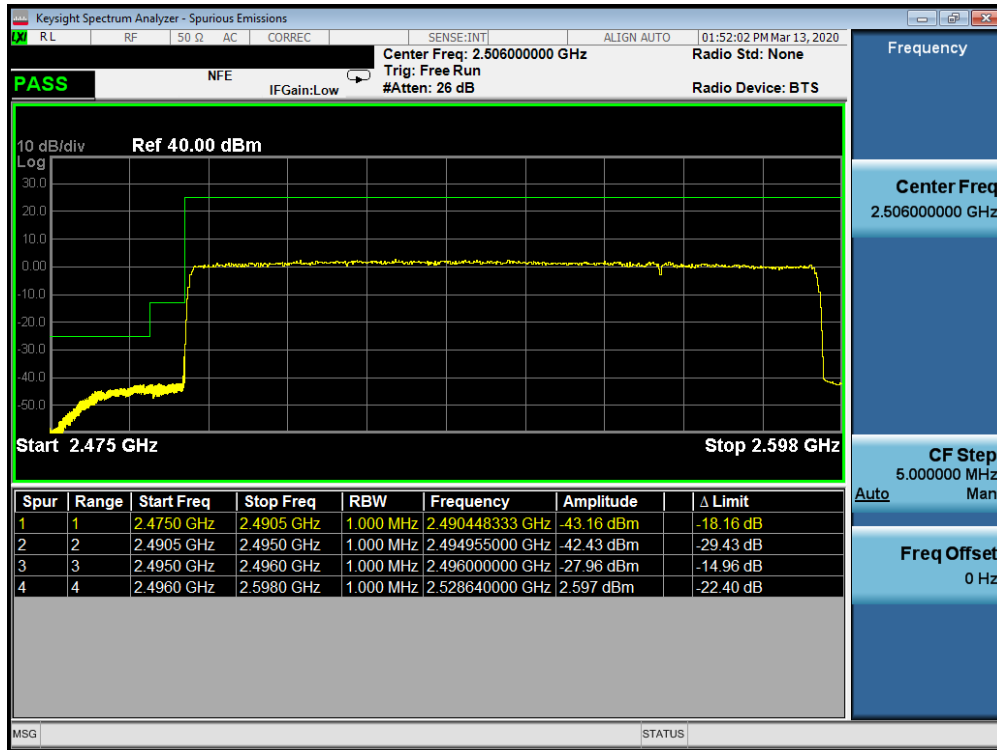 Keysight Spectrum Analyzer - Spurious Emissions
LXI RL RF 50 Ω AC CORREC SENSE:INT ALIGN AUTO 01:52:02 PM Mar 13, 2020
Center Freq: 2.506000000 GHz Radio Std: None
NFE Trig: Free Run
PASS IFGain:Low #Atten: 26 dB Radio Device: BTS
10 dB/div Ref 40.00 dBm
Log
30.0
20.0
10.0
0.00
-10.0
-20.0
-30.0
-40.0
-50.0
Start 2.475 GHz Stop 2.598 GHz
Spur Range Start Freq Stop Freq RBW Frequency Amplitude Δ Limit
1 1 2.4750 GHz 2.4905 GHz 1.000 MHz 2.490448333 GHz -43.16 dBm -18.16 dB
2 2 2.4905 GHz 2.4950 GHz 1.000 MHz 2.494955000 GHz -42.43 dBm -29.43 dB
3 3 2.4950 GHz 2.4960 GHz 1.000 MHz 2.496000000 GHz -27.96 dBm -14.96 dB
4 4 2.4960 GHz 2.5980 GHz 1.000 MHz 2.528640000 GHz 2.597 dBm -22.40 dB
MSG STATUS
Frequency
Center Freq
2.506000000 GHz
CF Step
5.000000 MHz
Auto Man
Freq Offset
0 Hz